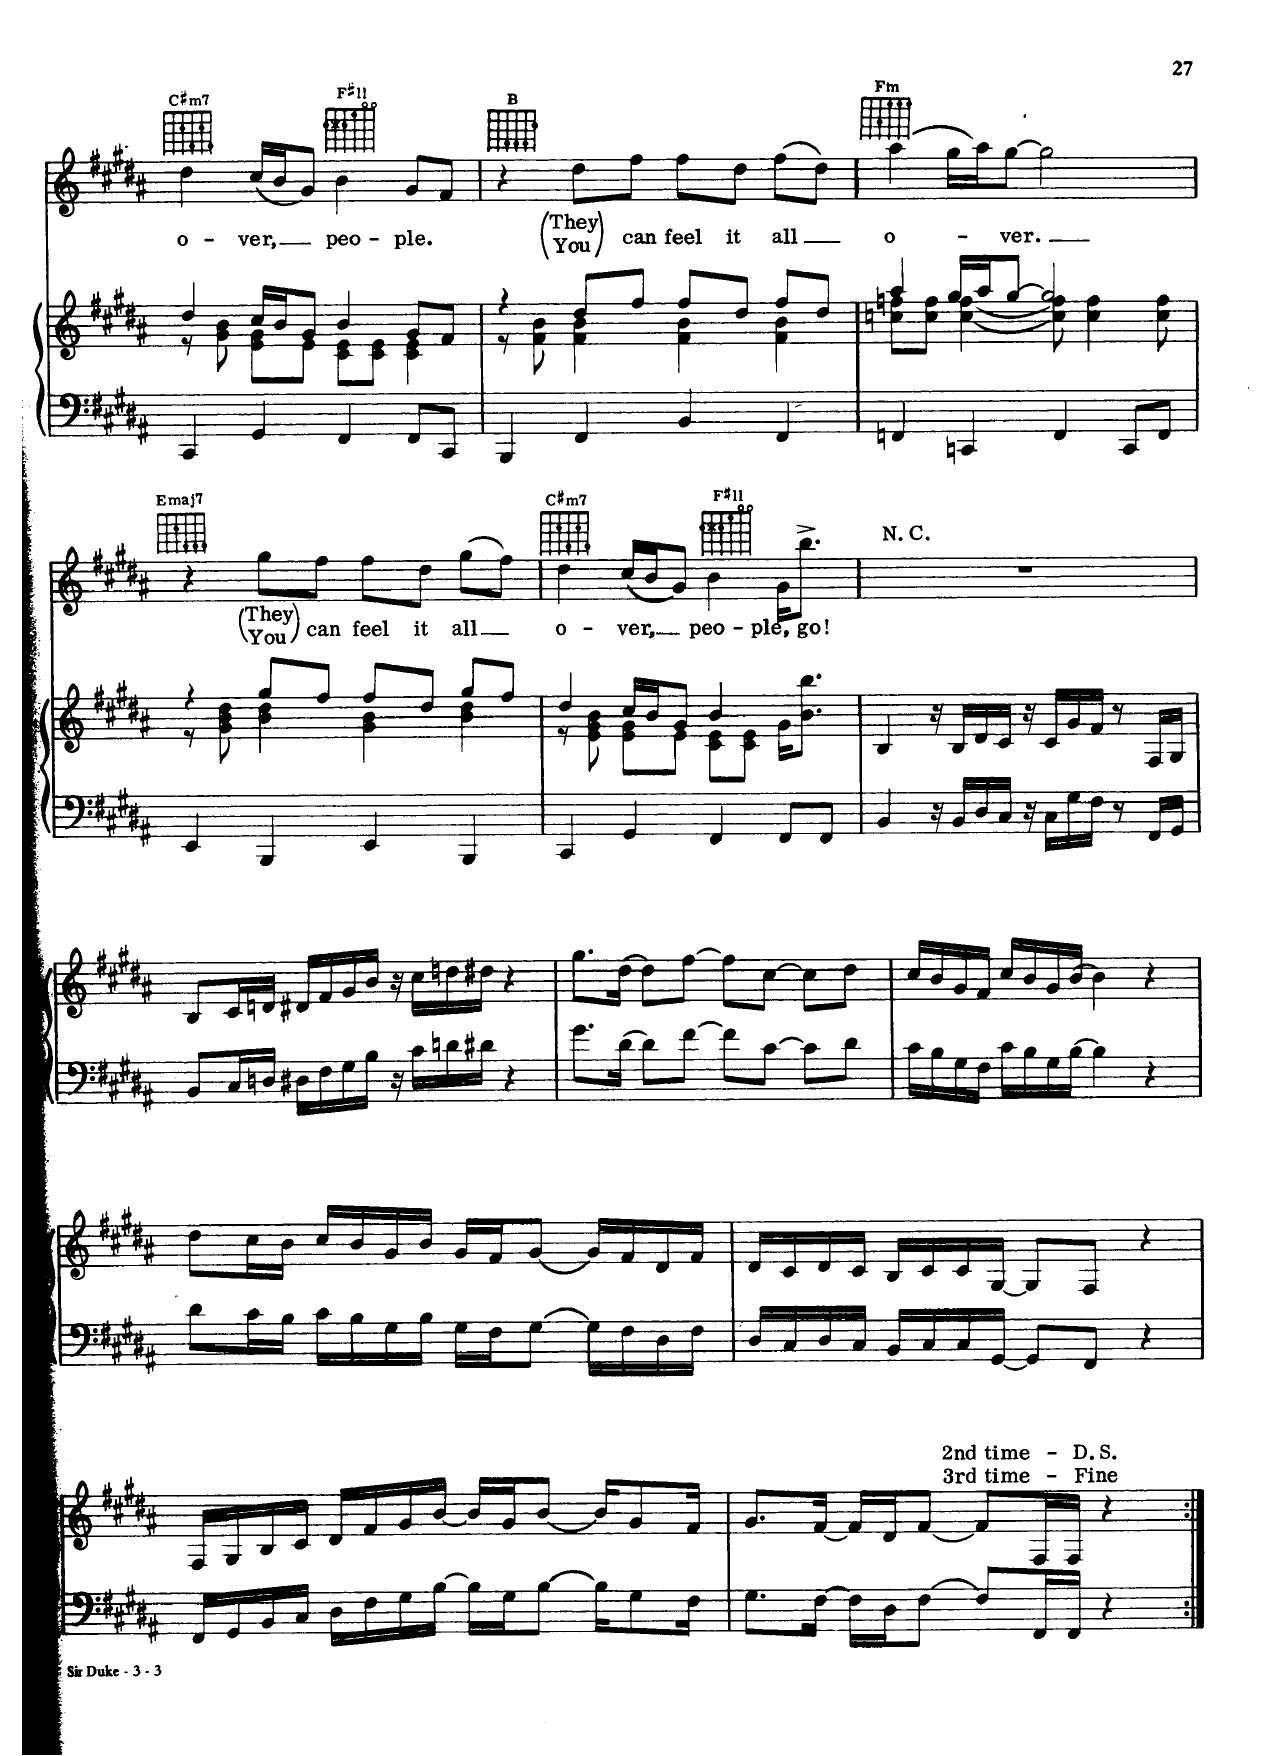 27
C#m7 F#11 B Fm
o - ver, peo - ple. (They can feel it all o - ver.
You)
Emaj7 C#m7 F#11 N. C.
(They can feel it all o - ver, peo - ple, go!
You)
2nd time - D. S.
3rd time - Fine
Sir Duke - 3 - 3